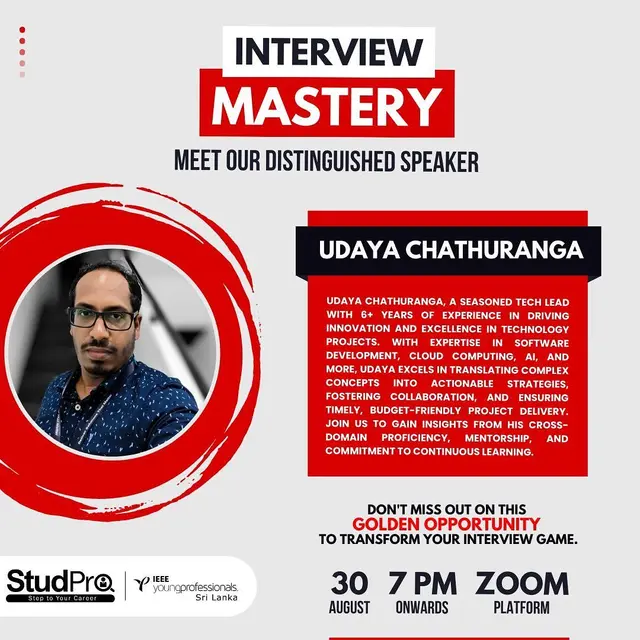 INTERVIEW
MASTERY
MEET OUR DISTINGUISHED SPEAKER
UDAYA CHATHURANGA
UDAYA CHATHURANGA, A SEASONED TECH LEAD
WITH 6+ YEARS OF EXPERIENCE IN DRIVING
INNOVATION AND EXCELLENCE IN TECHNOLOGY
PROJECTS. WITH EXPERTISE IN SOFTWARE
DEVELOPMENT, CLOUD COMPUTING, AI, AND
MORE, UDAYA EXCELS IN TRANSLATING COMPLEX
CONCEPTS INTO ACTIONABLE STRATEGIES,
FOSTERING COLLABORATION, AND ENSURING
TIMELY, BUDGET-FRIENDLY PROJECT DELIVERY.
JOIN US TO GAIN INSIGHTS FROM HIS CROSS-
DOMAIN PROFICIENCY, MENTORSHIP, AND
COMMITMENT TO CONTINUOUS LEARNING.
DON'T MISS OUT ON THIS
GOLDEN OPPORTUNITY
TO TRANSFORM YOUR INTERVIEW GAME.
30 7 PM ZOOM
AUGUST ONWARDS PLATFORM
StudPro
Step to Your Career
IEEE
youngprofessionals.
Sri Lanka